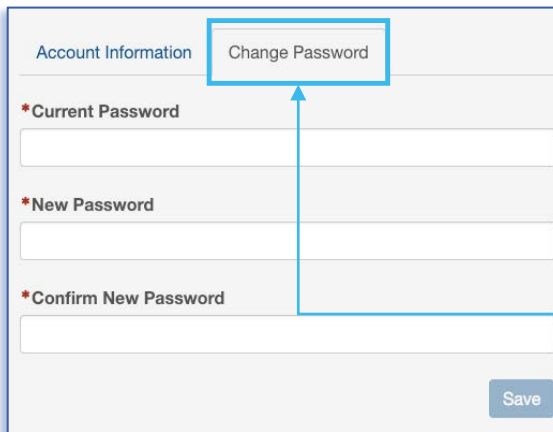 Account Information Change Password
*Current Password
*New Password
*Confirm New Password
Save